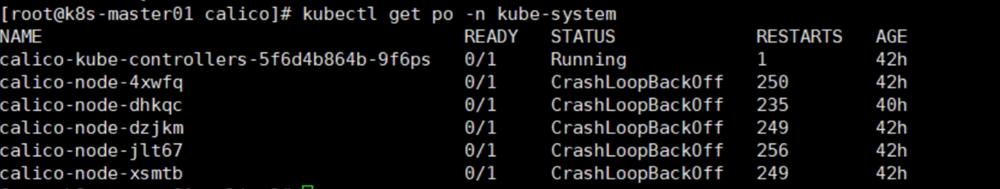 [root@k8s-master01 calico]# kubectl get po -n kube-system
NAME READY STATUS RESTARTS AGE
calico-kube-controllers-5f6d4b864b-9f6ps 0/1 Running 1 42h
calico-node-4xwfq 0/1 CrashLoopBackOff 250 42h
calico-node-dhkqc 0/1 CrashLoopBackOff 235 40h
calico-node-dzjkm 0/1 CrashLoopBackOff 249 42h
calico-node-jlt67 0/1 CrashLoopBackOff 256 42h
calico-node-xsmtb 0/1 CrashLoopBackOff 249 42h